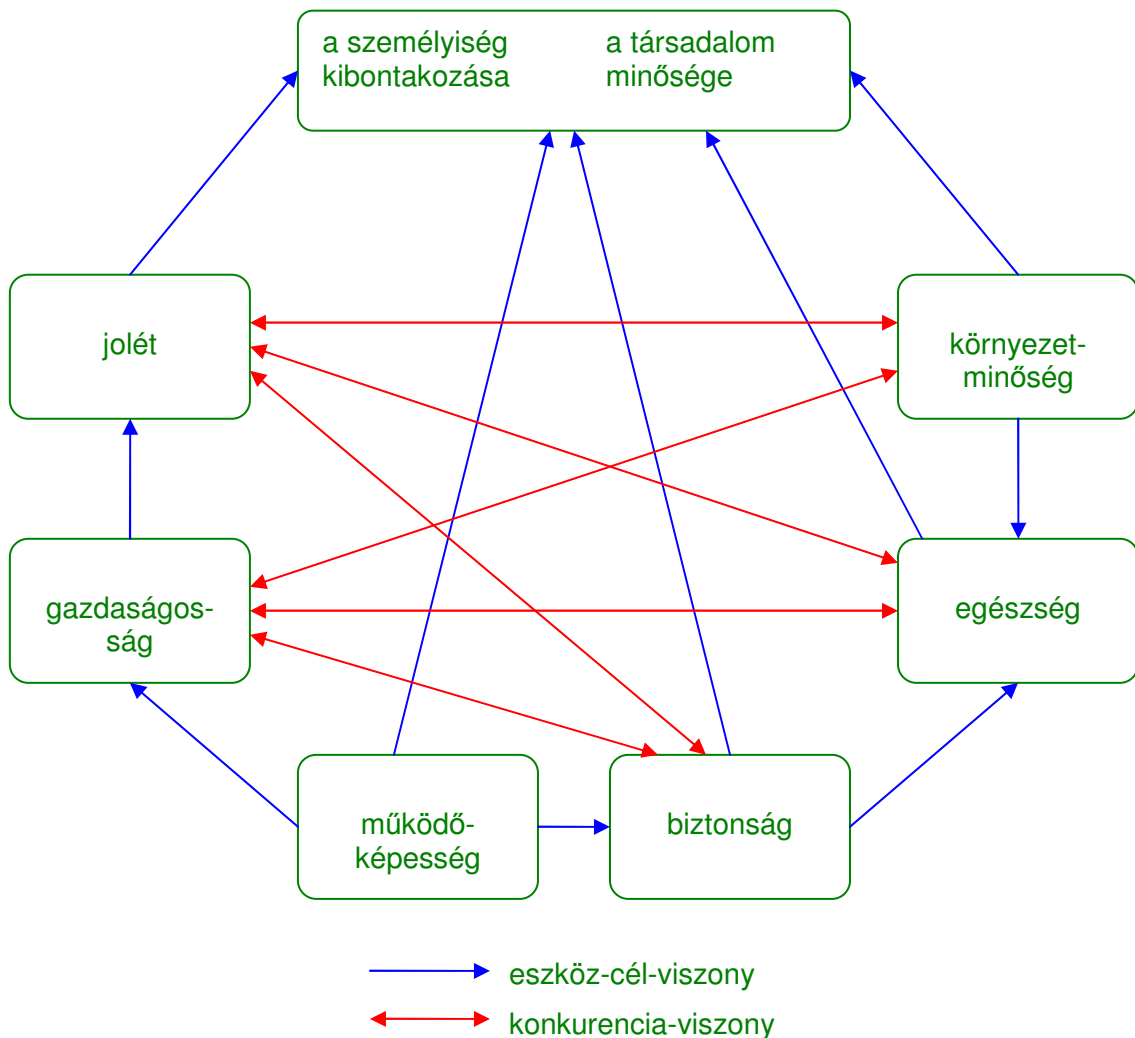 a személyiség
kibontakozása
a társadalom
minősége
jolét
környezet-
minőség
gazdaságos-
ság
egészség
működő-
képesség
biztonság
eszköz-cél-viszony
konkurencia-viszony